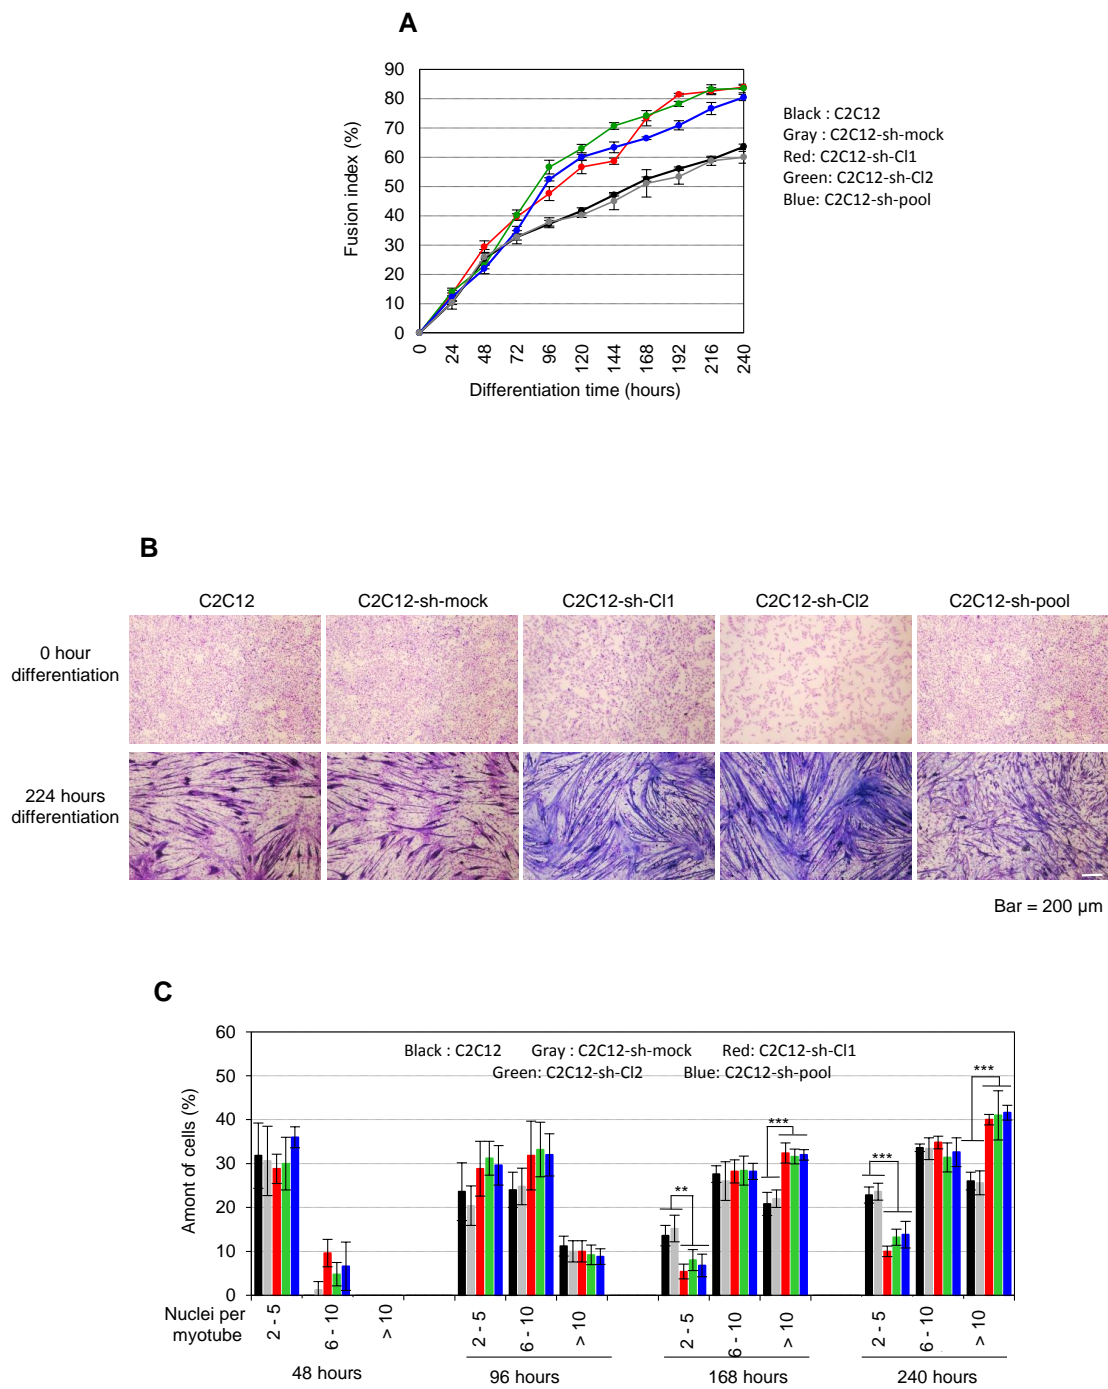 A
90
80
70
60
50
40
30
20
10
0
Fusion index (%)
0 24 48 72 96 120 144 168 192 216 240
Differentiation time (hours)
Black : C2C12
Gray : C2C12-sh-mock
Red: C2C12-sh-Cl1
Green: C2C12-sh-Cl2
Blue: C2C12-sh-pool
B
C2C12 C2C12-sh-mock C2C12-sh-Cl1 C2C12-sh-Cl2 C2C12-sh-pool
0 hour
differentiation
224 hours
differentiation
Bar = 200 µm
C
60
50
40
30
20
10
0
Amont of cells (%)
Black : C2C12 Gray : C2C12-sh-mock Red: C2C12-sh-Cl1
Green: C2C12-sh-Cl2 Blue: C2C12-sh-pool
** *** *** ***
Nuclei per
myotube
2 - 5 6 - 10 > 10 2 - 5 6 - 10 > 10 2 - 5 6 - 10 > 10 2 - 5 6 - 10 > 10
48 hours 96 hours 168 hours 240 hours